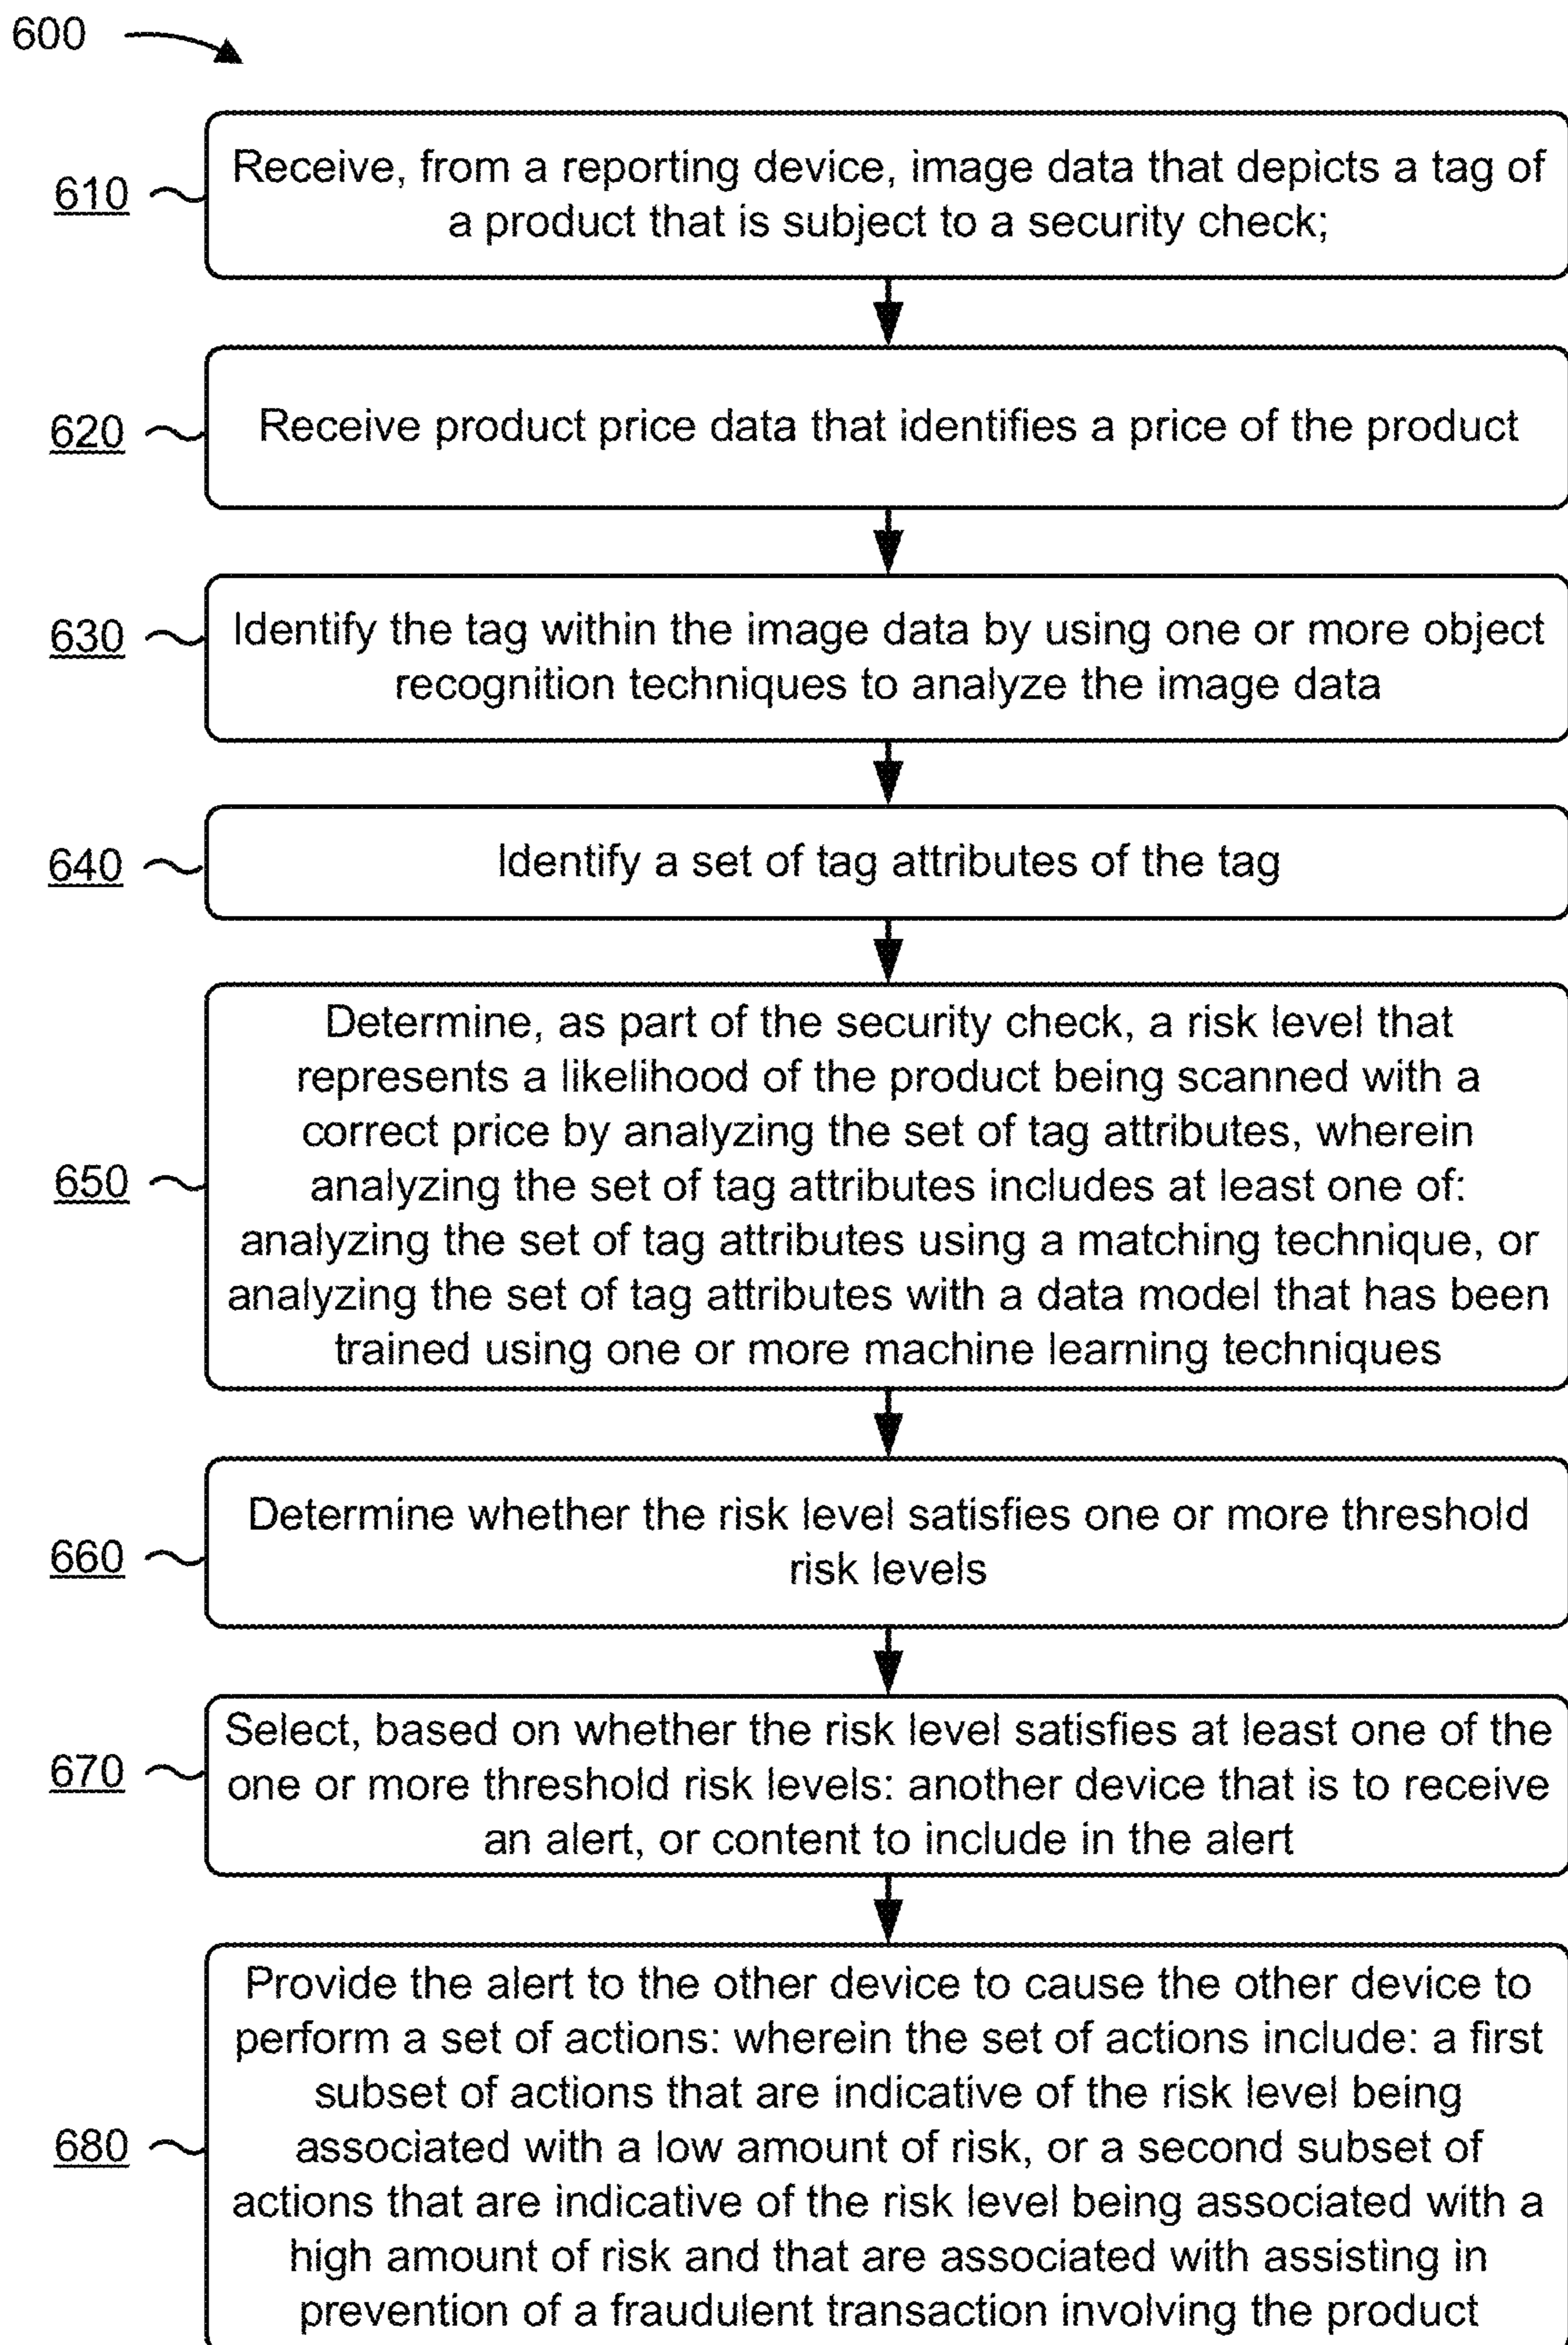 600
610
Receive, from a reporting device, image data that depicts a tag of
a product that is subject to a security check;
620
Receive product price data that identifies a price of the product
630
Identify the tag within the image data by using one or more object
recognition techniques to analyze the image data
640
Identify a set of tag attributes of the tag
650
Determine, as part of the security check, a risk level that
represents a likelihood of the product being scanned with a
correct price by analyzing the set of tag attributes, wherein
analyzing the set of tag attributes includes at least one of:
analyzing the set of tag attributes using a matching technique, or
analyzing the set of tag attributes with a data model that has been
trained using one or more machine learning techniques
660
Determine whether the risk level satisfies one or more threshold
risk levels
670
Select, based on whether the risk level satisfies at least one of the
one or more threshold risk levels: another device that is to receive
an alert, or content to include in the alert
680
Provide the alert to the other device to cause the other device to
perform a set of actions: wherein the set of actions include: a first
subset of actions that are indicative of the risk level being
associated with a low amount of risk, or a second subset of
actions that are indicative of the risk level being associated with a
high amount of risk and that are associated with assisting in
prevention of a fraudulent transaction involving the product